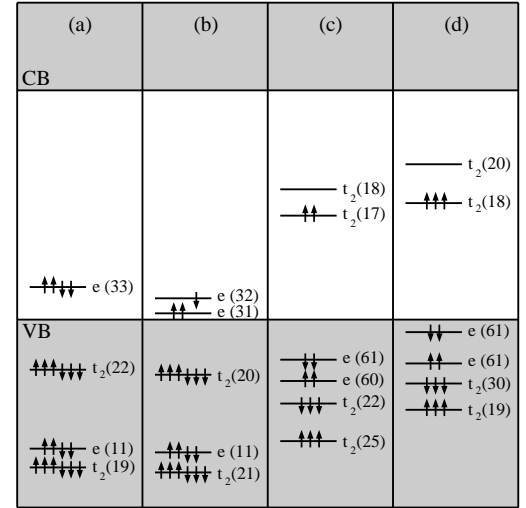 (a) (b) (c) (d)
CB
t₂(20)
t₂(18)
t₂(18)
t₂(17)
e (33)
e (32)
e (31)
VB
e (61)
e (61)
e (61)
t₂(22)
t₂(20)
e (60)
t₂(30)
t₂(22)
t₂(19)
t₂(25)
e (11)
e (11)
t₂(19)
t₂(21)